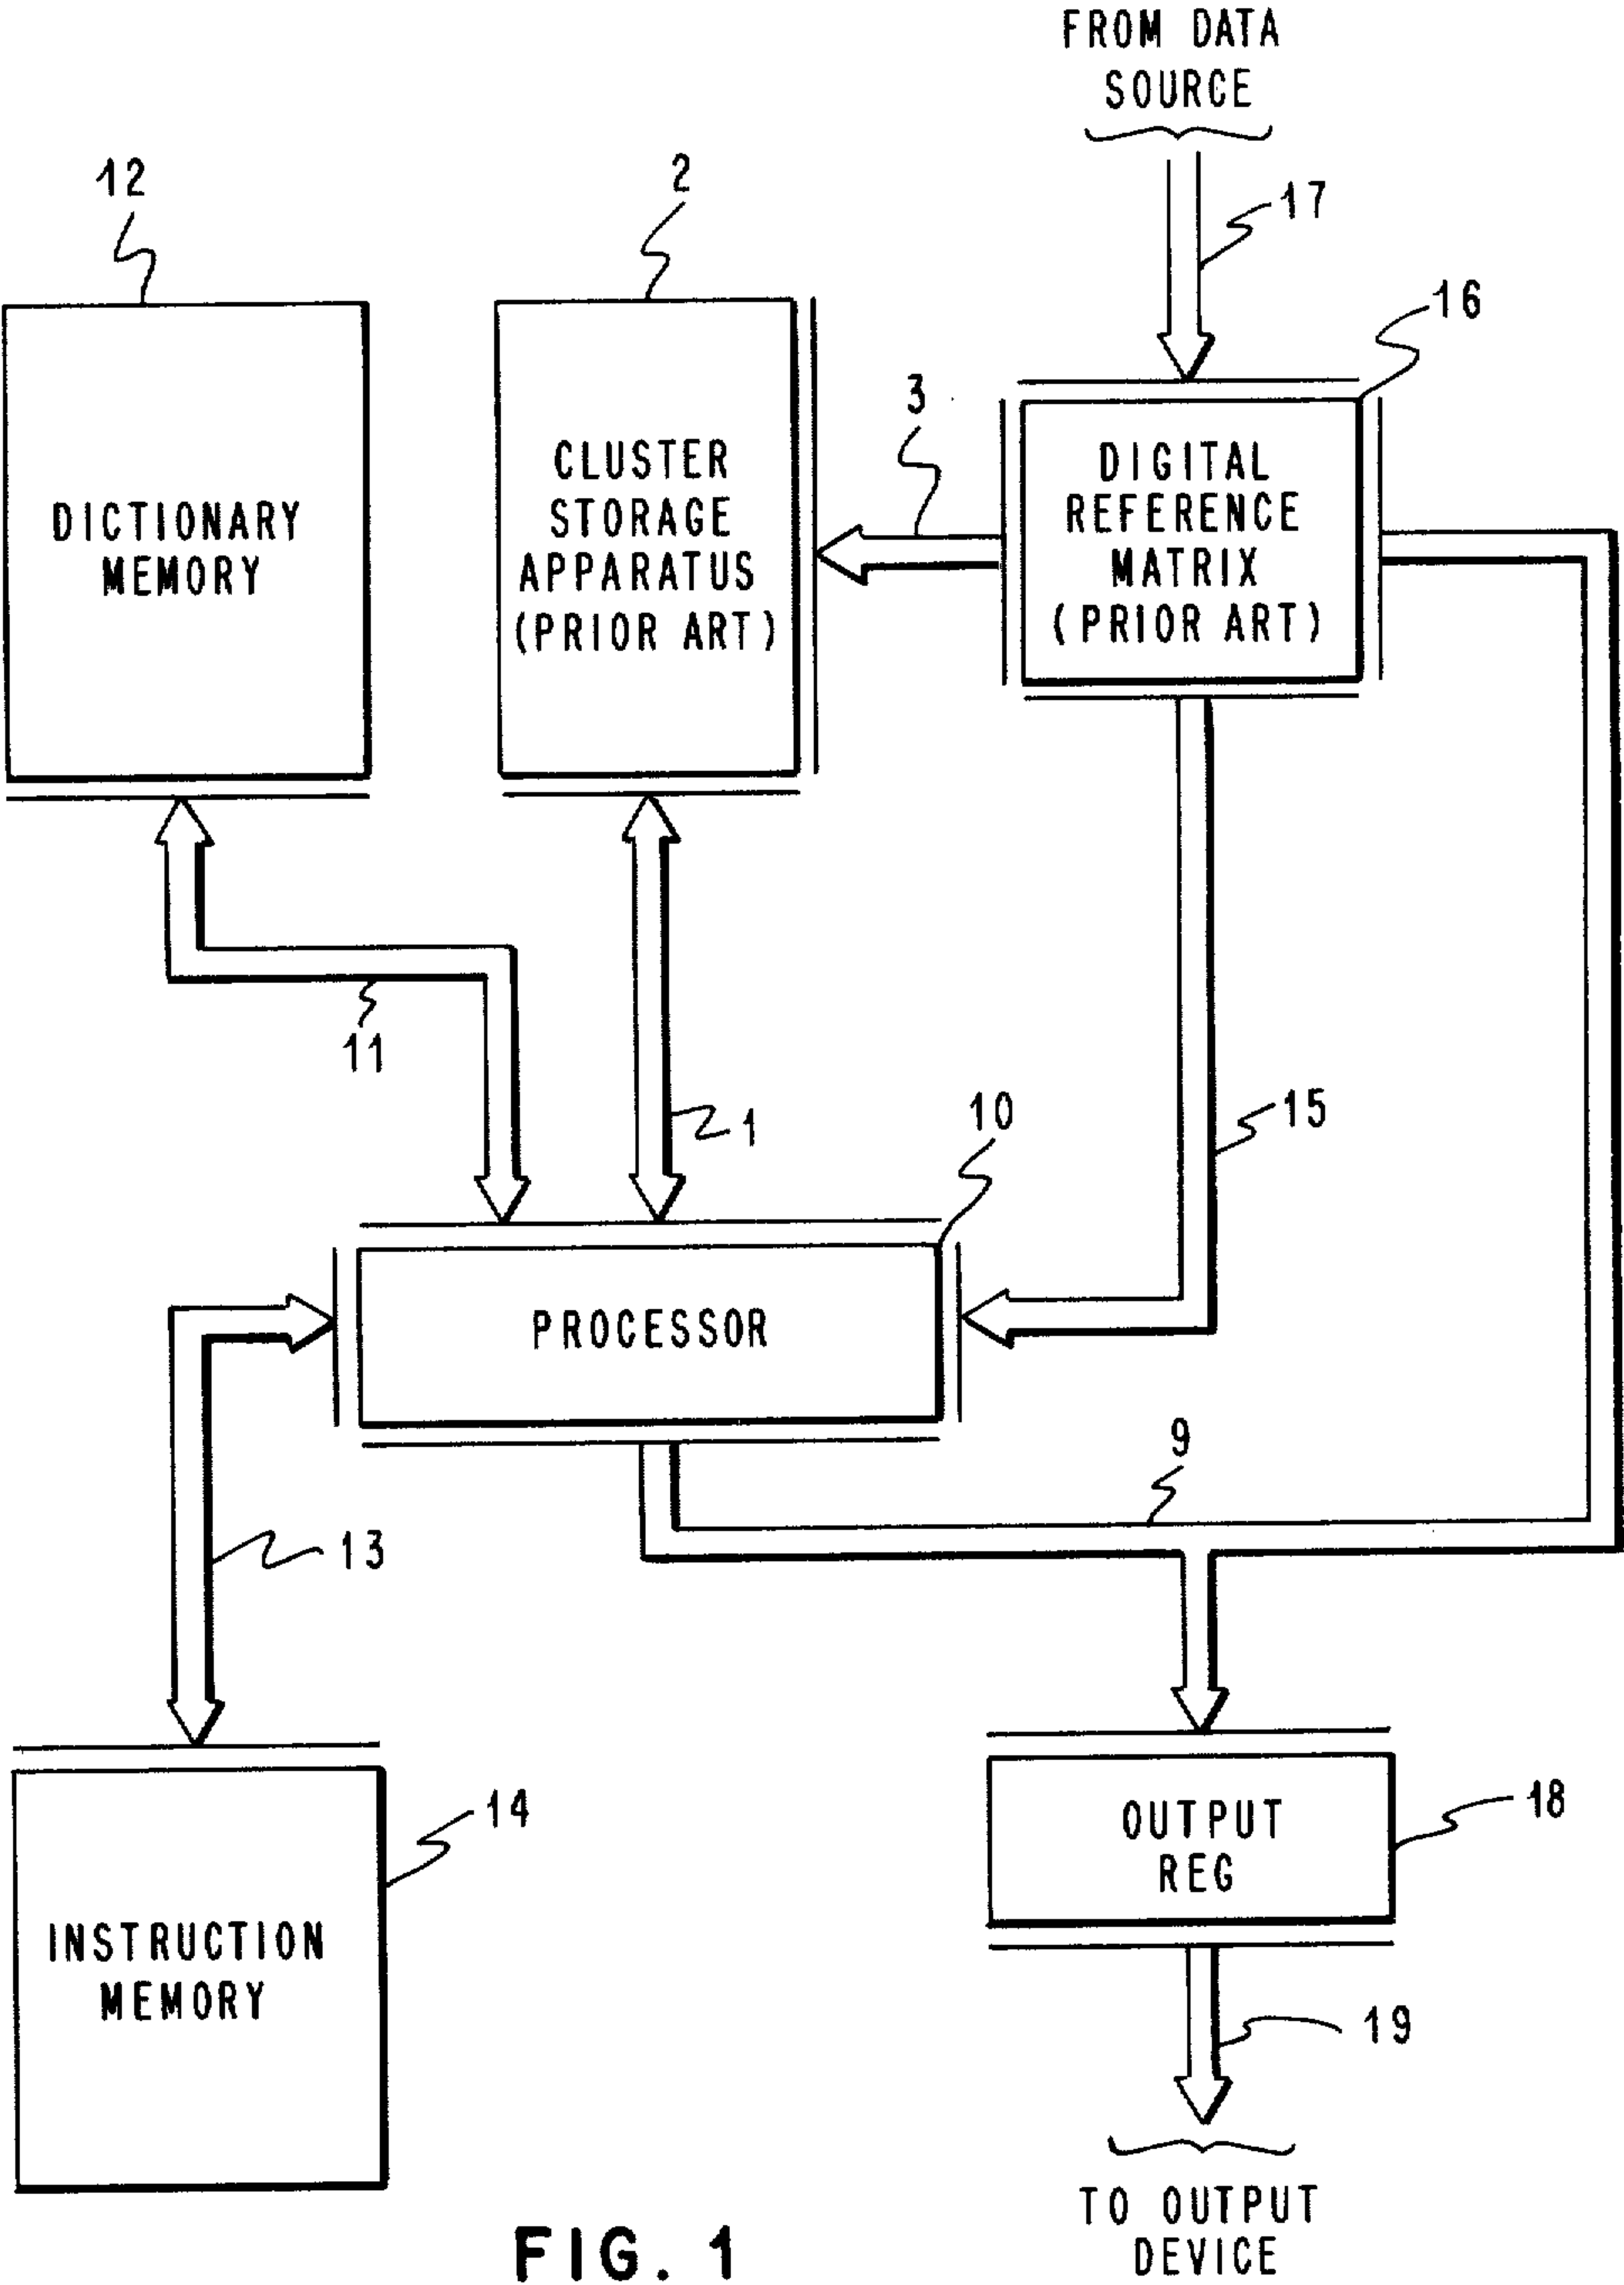 FROM DATA
SOURCE
12
2
17
16
3
DICTIONARY
MEMORY
CLUSTER
STORAGE
APPARATUS
(PRIOR ART)
DIGITAL
REFERENCE
MATRIX
(PRIOR ART)
11
1
10
15
PROCESSOR
9
13
14
INSTRUCTION
MEMORY
OUTPUT
REG
18
19
TO OUTPUT
DEVICE
FIG. 1